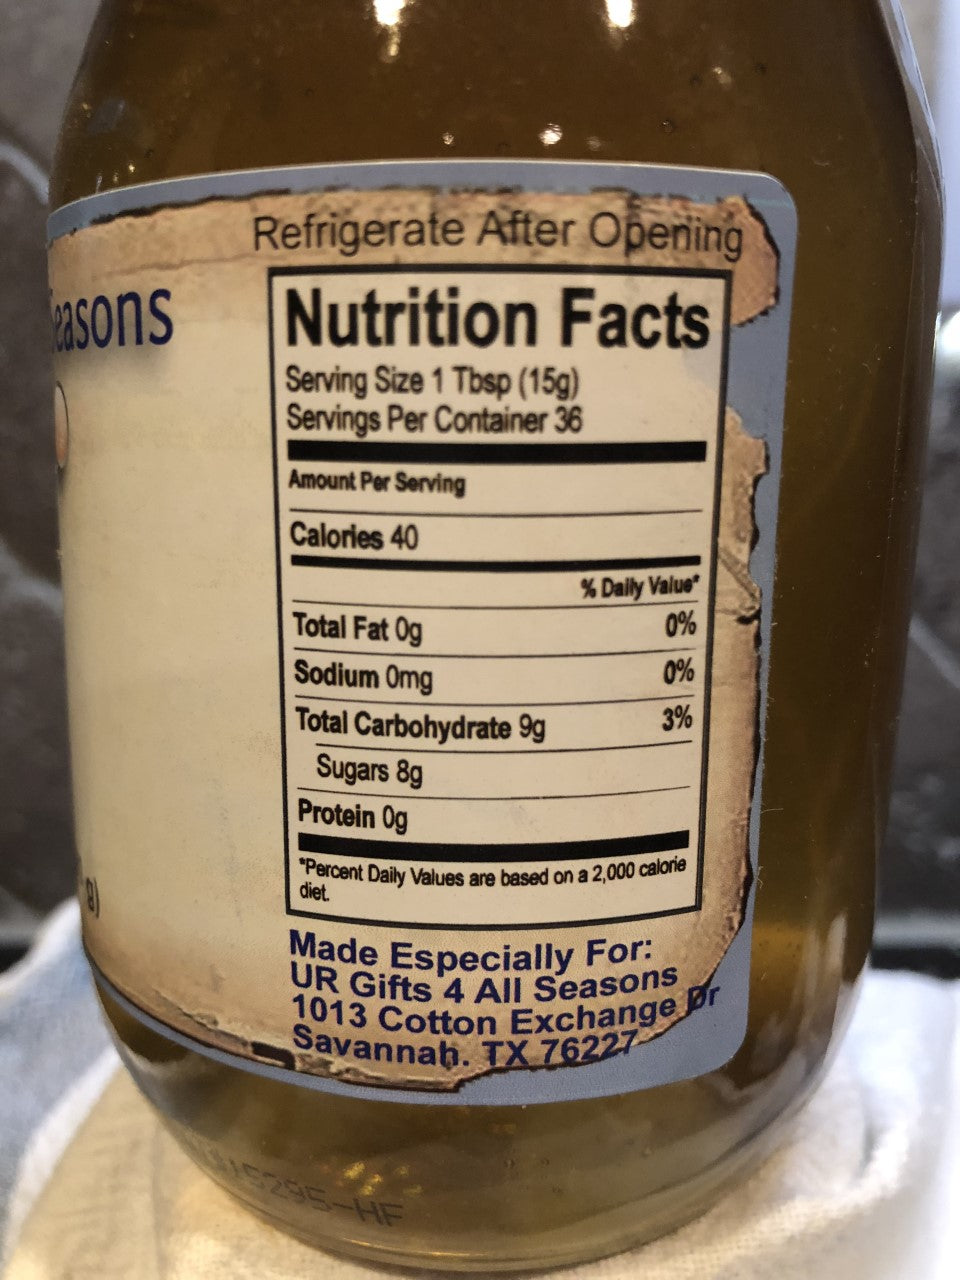 Refrigerate After Opening
easons
Nutrition Facts
Serving Size 1 Tbsp (15g)
Servings Per Container 36
Amount Per Serving
Calories 40
% Daily Value*
Total Fat 0g 0%
Sodium 0mg 0%
Total Carbohydrate 9g 3%
Sugars 8g
Protein 0g
*Percent Daily Values are based on a 2,000 calorie
diet.
g)
Made Especially For:
UR Gifts 4 All Seasons
1013 Cotton Exchange Dr
Savannah. TX 76227